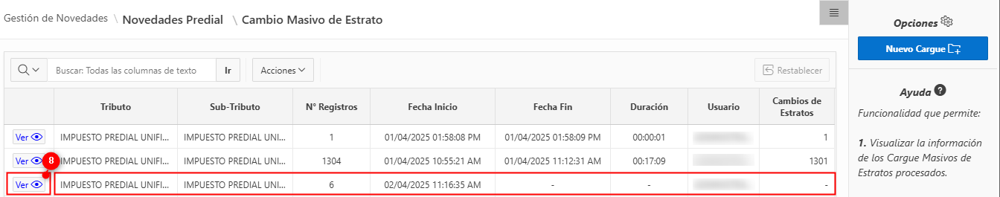 Gestión de Novedades \ Novedades Predial \ Cambio Masivo de Estrato
Opciones
Nuevo Cargue
Buscar: Todas las columnas de texto Ir Acciones Restablecer
Tributo Sub-Tributo N° Registros Fecha Inicio Fecha Fin Duración Usuario Cambios de
Estratos
Ver IMPUESTO PREDIAL UNIFI... IMPUESTO PREDIAL UNI... 1 01/04/2025 01:58:08 PM 01/04/2025 01:58:09 PM 00:00:01 1
Ver IMPUESTO PREDIAL UNIFI... IMPUESTO PREDIAL UNI... 1304 01/04/2025 10:55:21 AM 01/04/2025 11:12:31 AM 00:17:09 1301
8
Ver IMPUESTO PREDIAL UNIFI... IMPUESTO PREDIAL UNI... 6 02/04/2025 11:16:35 AM - - -
Ayuda ?
Funcionalidad que permite:
1. Visualizar la información
de los Cargue Masivos de
Estratos procesados.